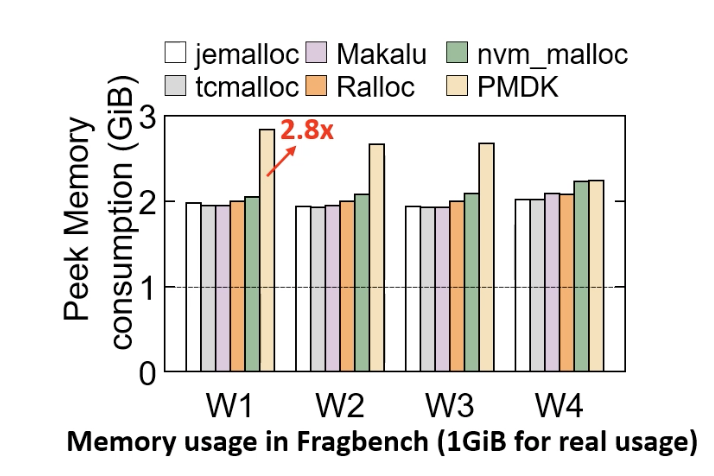 jemalloc Makalu nvm_malloc
tcmalloc Ralloc PMDK
Peek Memory
consumption (GiB)
3
2.8x
2
1
0
W1 W2 W3 W4
Memory usage in Fragbench (1GiB for real usage)